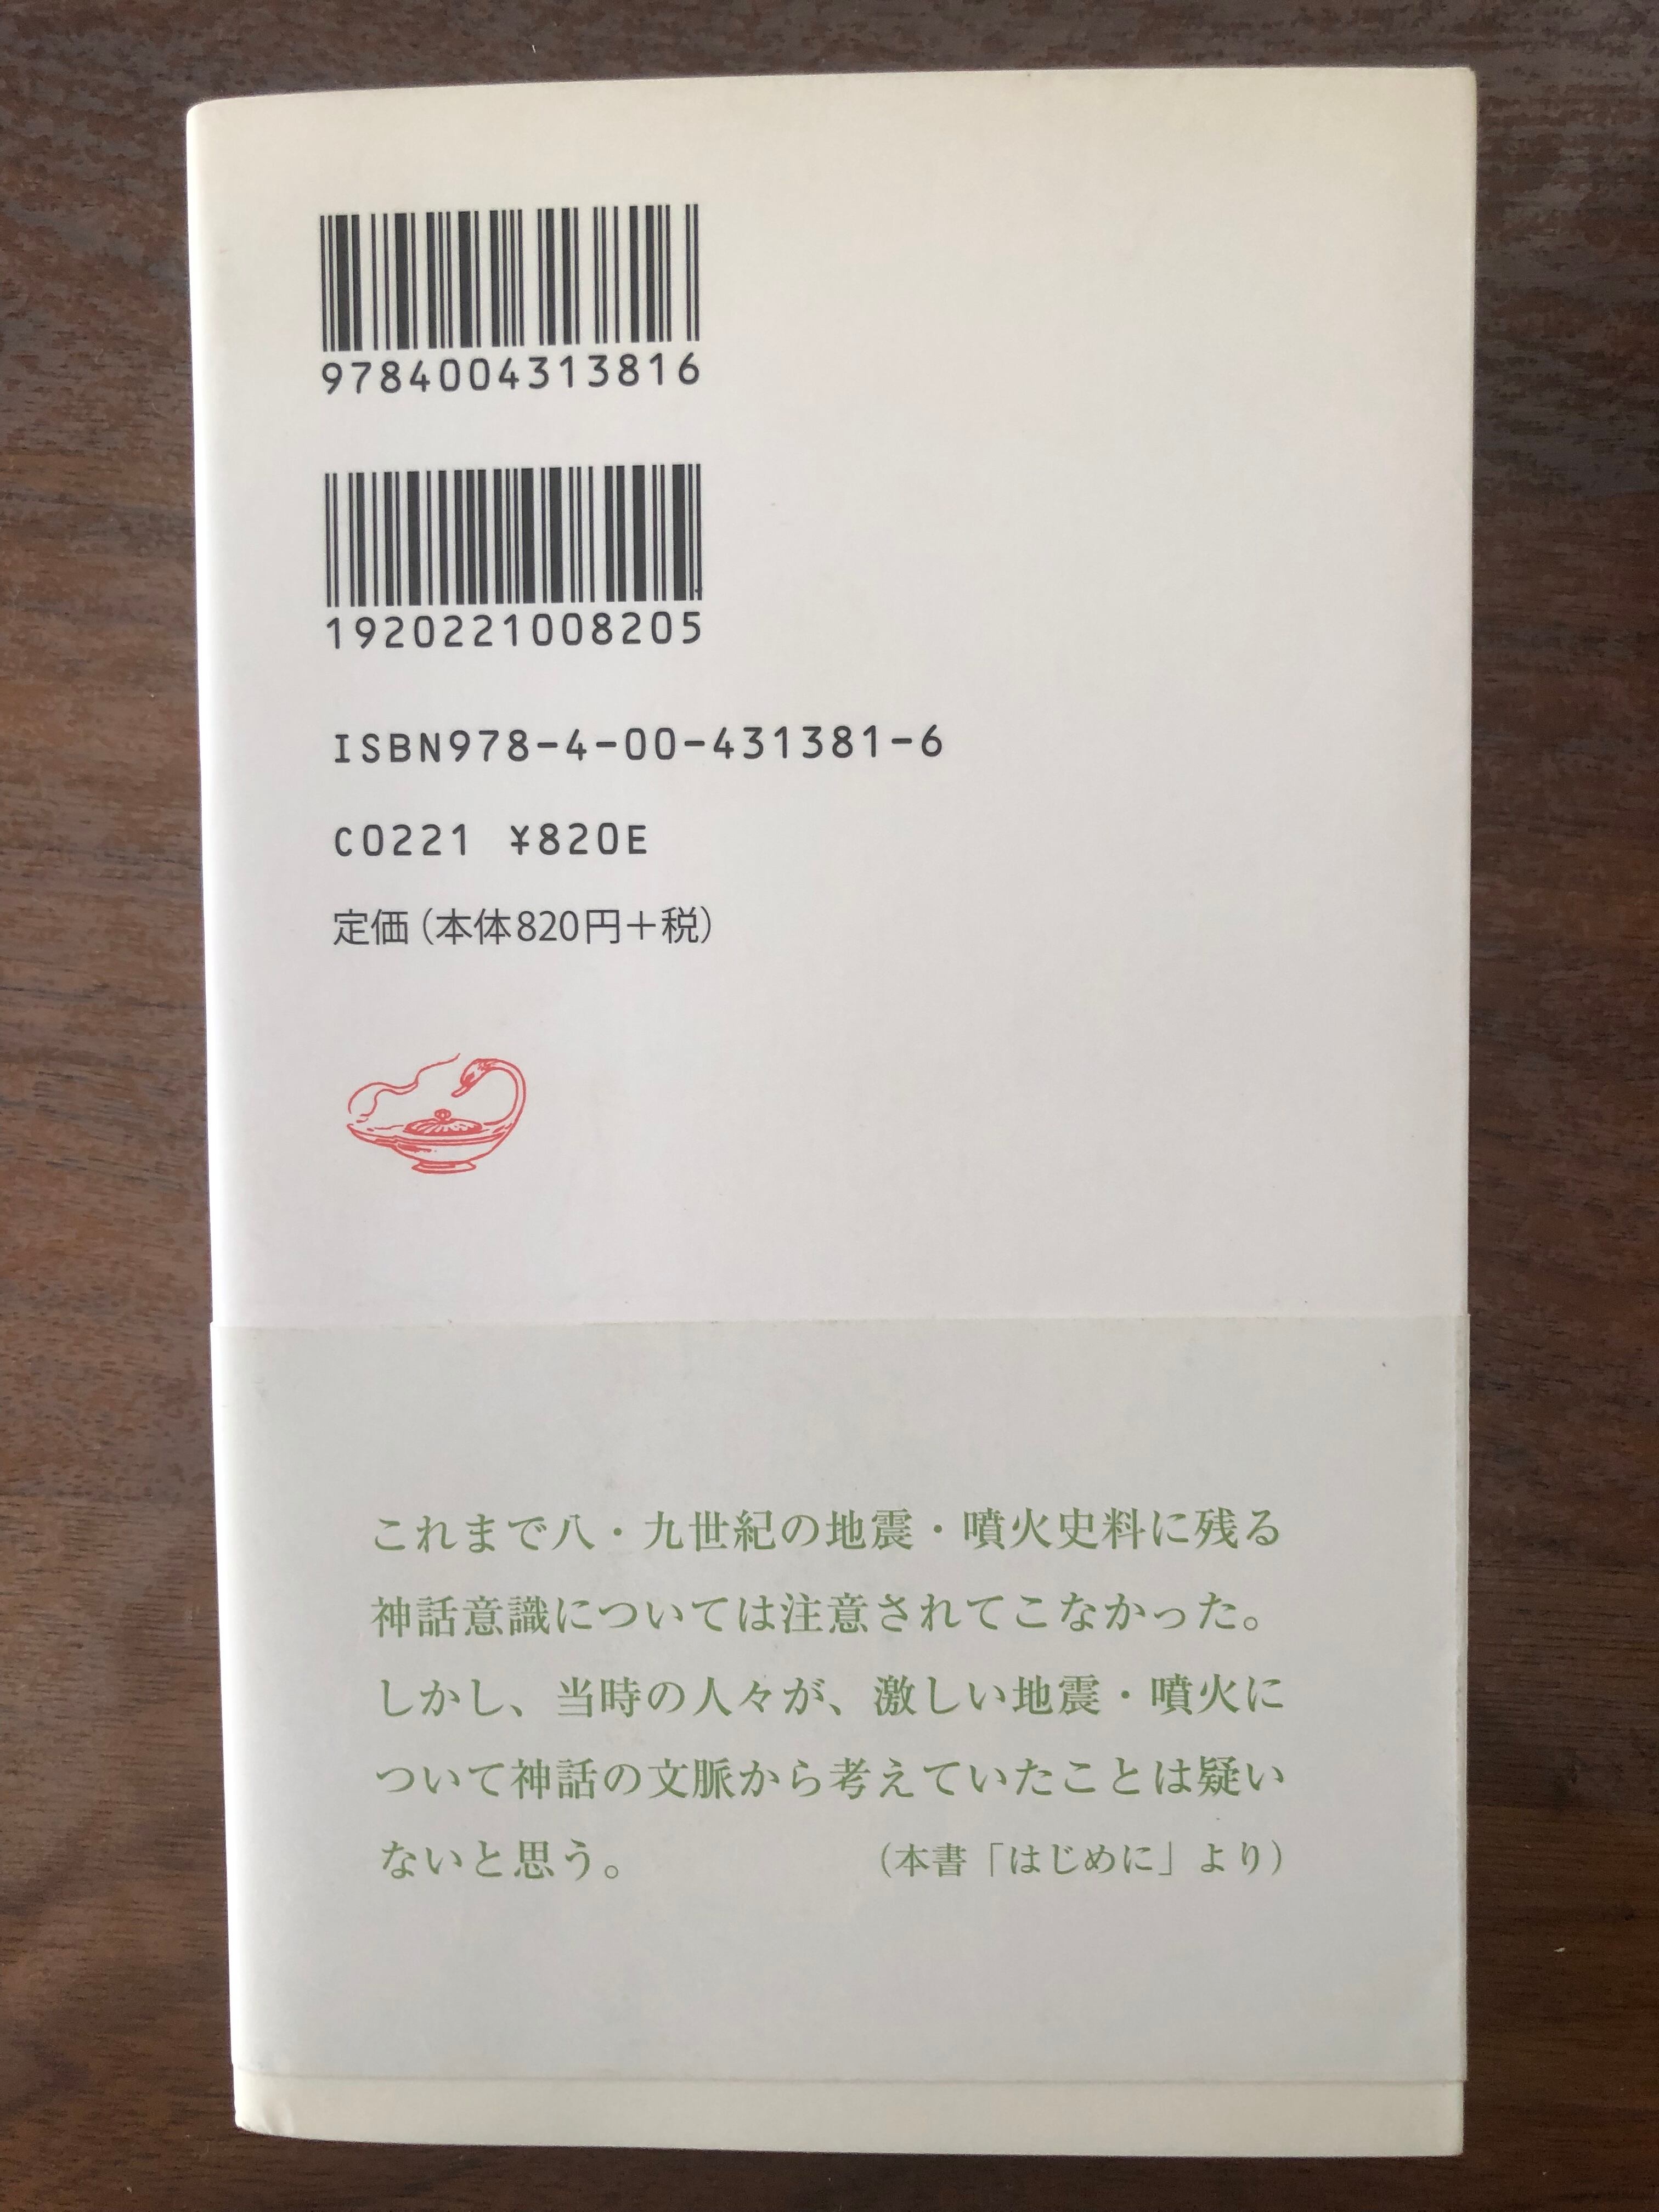 9784004313816
1920221008205
ISBN978-4-00-431381-6
C0221 ¥820E
定価(本体820円+税)
これまで八・九世紀の地震・噴火史料に残る
神話意識については注意されてこなかった。
しかし、当時の人々が、激しい地震・噴火に
ついて神話の文脈から考えていたことは疑い
ないと思う。 (本書「はじめに」より)